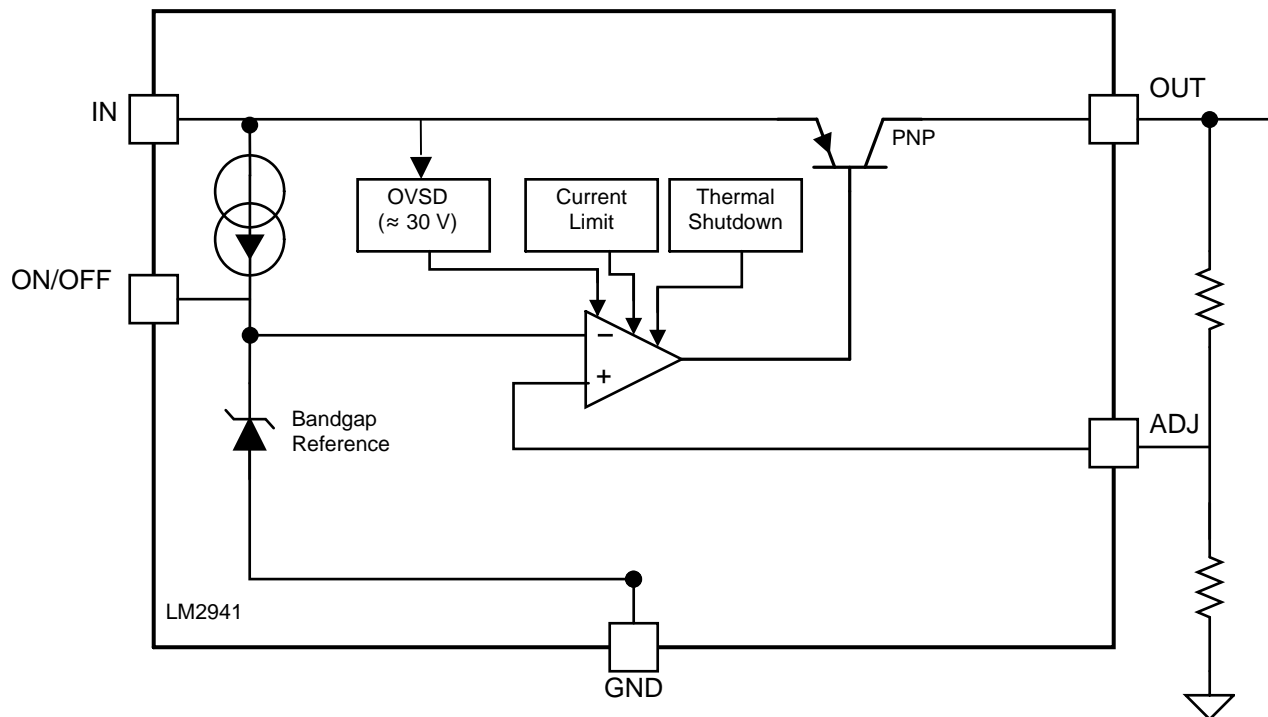 IN
OUT
PNP
OVSD
(≈ 30 V)
Current
Limit
Thermal
Shutdown
ON/OFF
−
+
Bandgap
Reference
ADJ
LM2941
GND